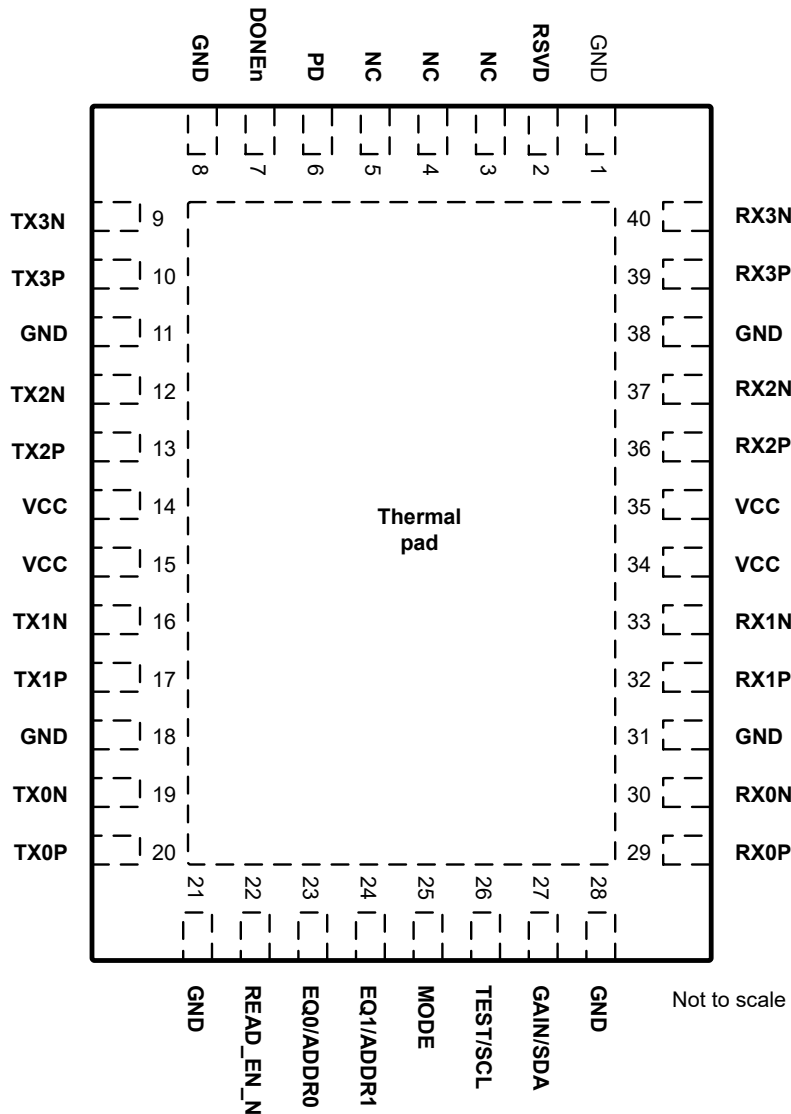 GND
DONEn
PD
NC
NC
NC
RSVD
GND
8
7
6
5
4
3
2
1
TX3N 9
40 RX3N
TX3P 10
39 RX3P
GND 11
38 GND
TX2N 12
37 RX2N
TX2P 13
36 RX2P
VCC 14
35 VCC
Thermal
pad
VCC 15
34 VCC
TX1N 16
33 RX1N
TX1P 17
32 RX1P
GND 18
31 GND
TX0N 19
30 RX0N
TX0P 20
29 RX0P
21
22
23
24
25
26
27
28
GND
READ_EN_N
EQ0/ADDR0
EQ1/ADDR1
MODE
TEST/SCL
GAIN/SDA
GND
Not to scale